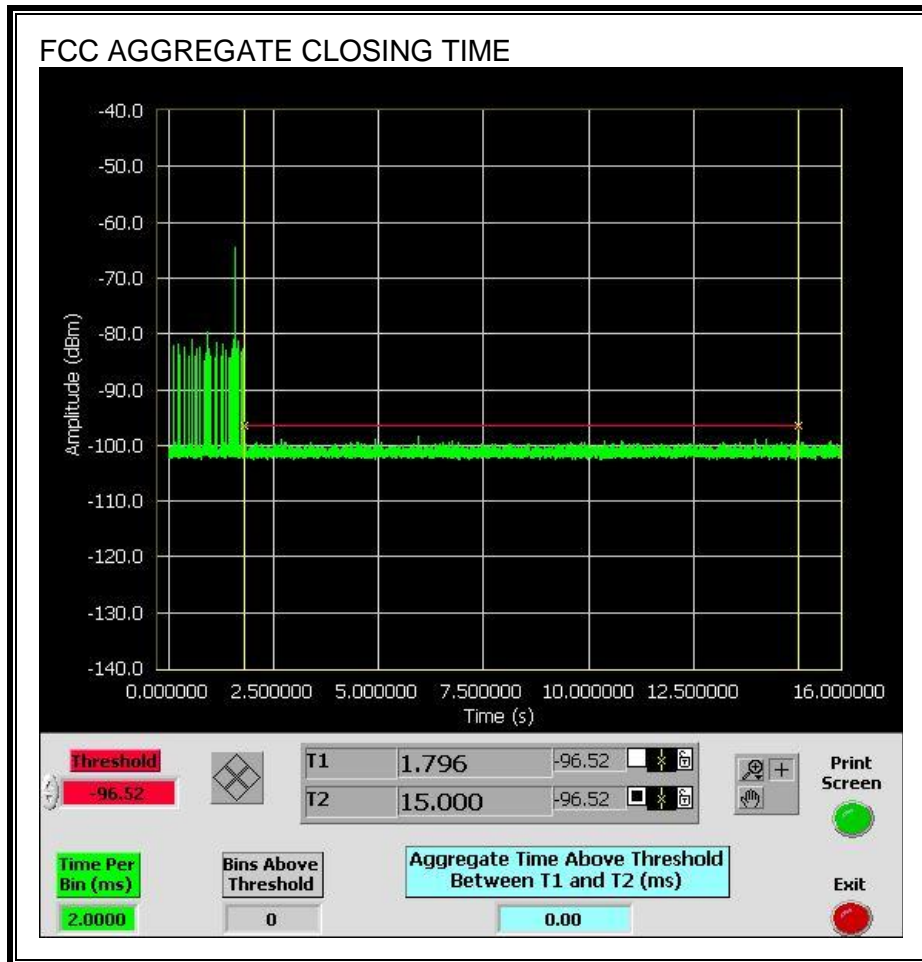 FCC AGGREGATE CLOSING TIME
-40.0
-50.0
-60.0
-70.0
-80.0
-90.0
-100.0
-110.0
-120.0
-130.0
-140.0
Amplitude (dBm)
0.000000 2.500000 5.000000 7.500000 10.000000 12.500000 16.000000
Time (s)
Threshold
-96.52
T1 1.796 -96.52
T2 15.000 -96.52
Print
Screen
Time Per
Bin (ms)
2.0000
Bins Above
Threshold
0
Aggregate Time Above Threshold
Between T1 and T2 (ms)
0.00
Exit